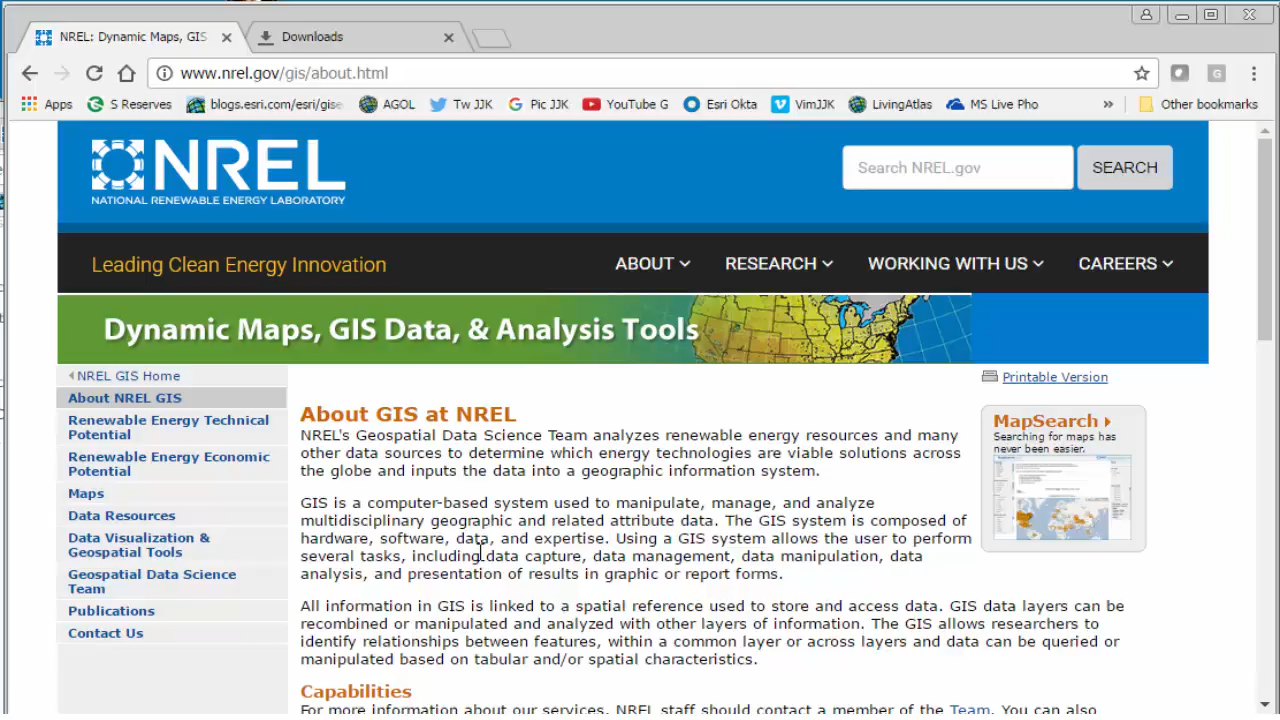 NREL: Dynamic Maps, GIS
Downloads
www.nrel.gov/gis/about.html
Apps
S Reserves
blogs.esri.com/esri/gise
AGOL
Tw JJK
Pic JJK
YouTube G
Esri Okta
VimJJK
LivingAtlas
MS Live Pho
»
Other bookmarks
NREL
NATIONAL RENEWABLE ENERGY LABORATORY
Search NREL.gov
SEARCH
Leading Clean Energy Innovation
ABOUT
RESEARCH
WORKING WITH US
CAREERS
Dynamic Maps, GIS Data, & Analysis Tools
NREL GIS Home
About NREL GIS
Renewable Energy Technical
Potential
Renewable Energy Economic
Potential
Maps
Data Resources
Data Visualization &
Geospatial Tools
Geospatial Data Science
Team
Publications
Contact Us
Printable Version
About GIS at NREL
NREL's Geospatial Data Science Team analyzes renewable energy resources and many
other data sources to determine which energy technologies are viable solutions across
the globe and inputs the data into a geographic information system.
GIS is a computer-based system used to manipulate, manage, and analyze
multidisciplinary geographic and related attribute data. The GIS system is composed of
hardware, software, data, and expertise. Using a GIS system allows the user to perform
several tasks, including data capture, data management, data manipulation, data
analysis, and presentation of results in graphic or report forms.
All information in GIS is linked to a spatial reference used to store and access data. GIS data layers can be
recombined or manipulated and analyzed with other layers of information. The GIS allows researchers to
identify relationships between features, within a common layer or across layers and data can be queried or
manipulated based on tabular and/or spatial characteristics.
Capabilities
For more information about our services, NREL staff should contact a member of the Team. You can also
MapSearch
Searching for maps has
never been easier.